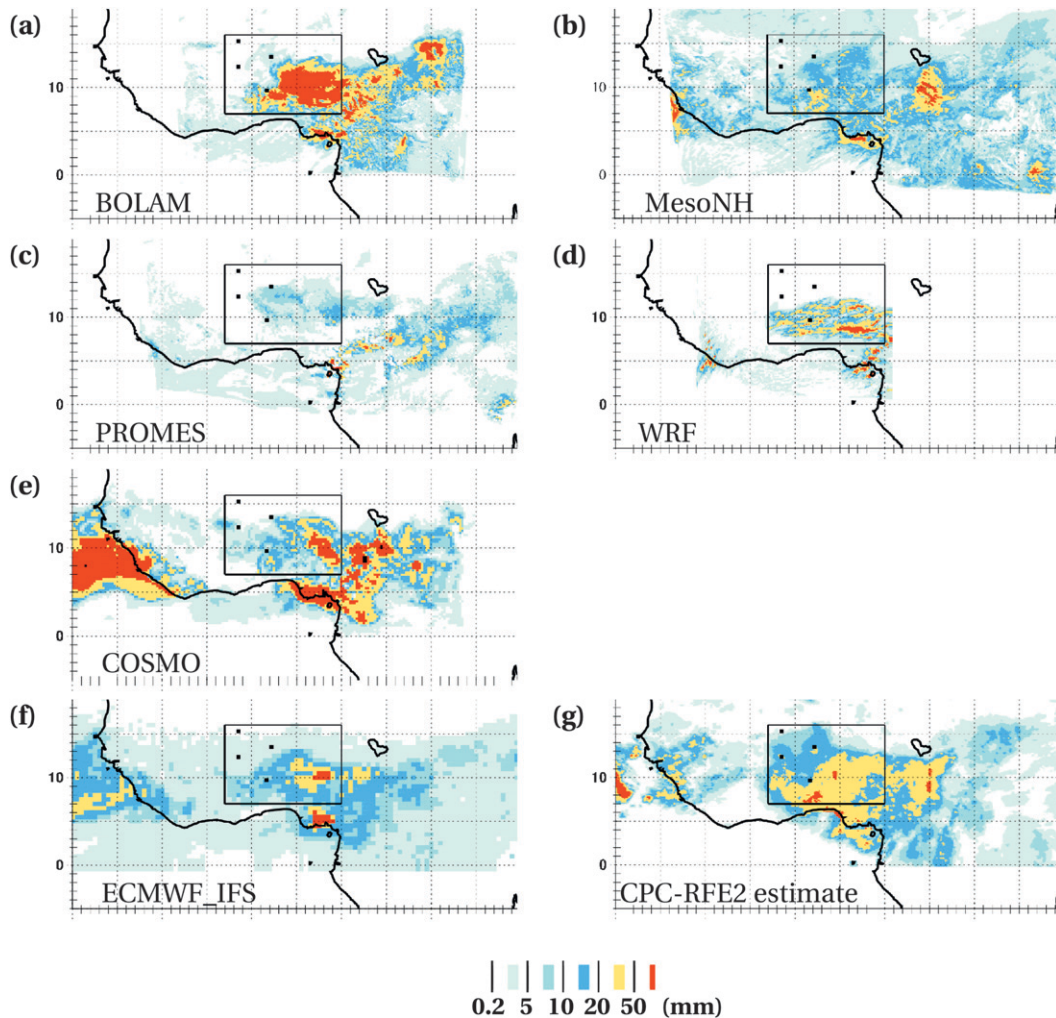 (a)
10
0
BOLAM
(b)
10
0
MesoNH
(c)
10
0
PROMES
(d)
10
0
WRF
(e)
10
0
COSMO
(f)
10
0
ECMWF_IFS
(g)
10
0
CPC-RFE2 estimate
0.2 5 10 20 50 (mm)